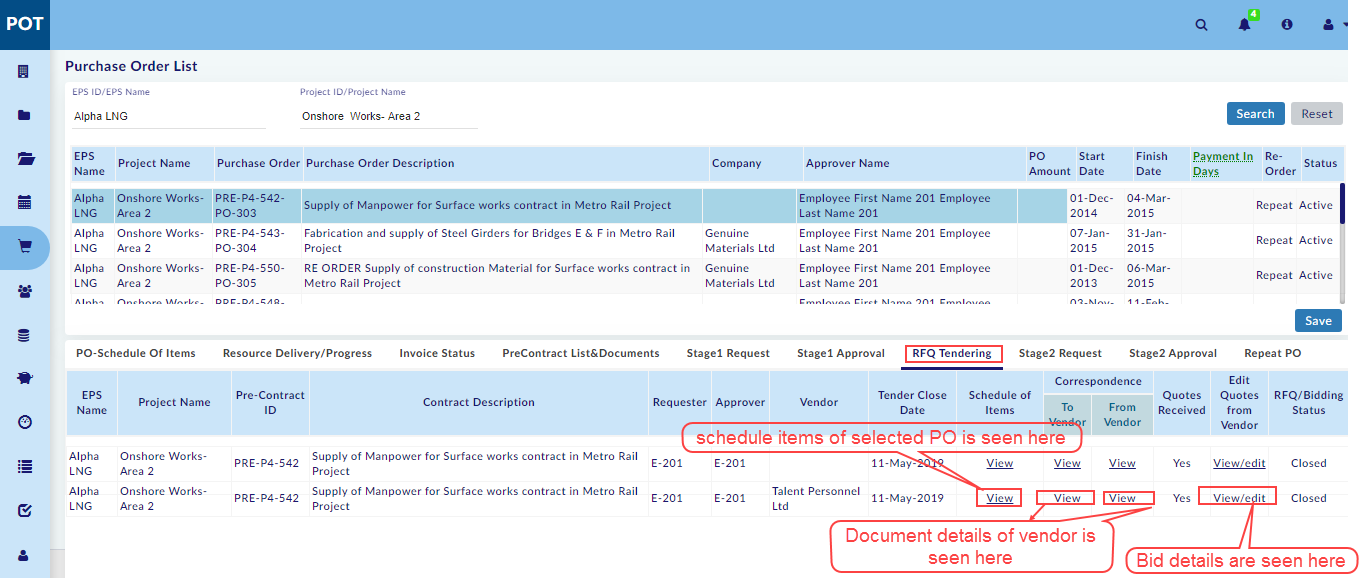 POT
4
Purchase Order List
EPS ID/EPS Name
Project ID/Project Name
Alpha LNG
Onshore Works- Area 2
Search
Reset
EPS Name
Project Name
Purchase Order
Purchase Order Description
Company
Approver Name
PO Amount
Start Date
Finish Date
Payment In Days
Re-Order
Status
Alpha LNG
Onshore Works- Area 2
PRE-P4-542-PO-303
Supply of Manpower for Surface works contract in Metro Rail Project
Employee First Name 201 Employee Last Name 201
01-Dec-2014
04-Mar-2015
Repeat
Active
Alpha LNG
Onshore Works- Area 2
PRE-P4-543-PO-304
Fabrication and supply of Steel Girders for Bridges E & F in Metro Rail Project
Genuine Materials Ltd
Employee First Name 201 Employee Last Name 201
07-Jan-2015
31-Jan-2015
Repeat
Active
Alpha LNG
Onshore Works- Area 2
PRE-P4-550-PO-305
RE ORDER Supply of construction Material for Surface works contract in Metro Rail Project
Genuine Materials Ltd
Employee First Name 201 Employee Last Name 201
01-Dec-2013
06-Mar-2015
Repeat
Active
Alpha
Onshore Works-
PRE-P4-548-
Employee First Name 201 Employee
03-Nov-
11-Feb-
Save
PO-Schedule Of Items
Resource Delivery/Progress
Invoice Status
PreContract List&Documents
Stage1 Request
Stage1 Approval
RFQ Tendering
Stage2 Request
Stage2 Approval
Repeat PO
EPS Name
Project Name
Pre-Contract ID
Contract Description
Requester
Approver
Vendor
Tender Close Date
Schedule of Items
Correspondence
To Vendor
From Vendor
Quotes Received
Edit Quotes from Vendor
RFQ/Bidding Status
schedule items of selected PO is seen here
Alpha LNG
Onshore Works- Area 2
PRE-P4-542
Supply of Manpower for Surface works contract in Metro Rail Project
E-201
E-201
11-May-2019
View
View
View
Yes
View/edit
Closed
Alpha LNG
Onshore Works- Area 2
PRE-P4-542
Supply of Manpower for Surface works contract in Metro Rail Project
E-201
E-201
Talent Personnel Ltd
11-May-2019
View
View
View
Yes
View/edit
Closed
Document details of vendor is
seen here
Bid details are seen here